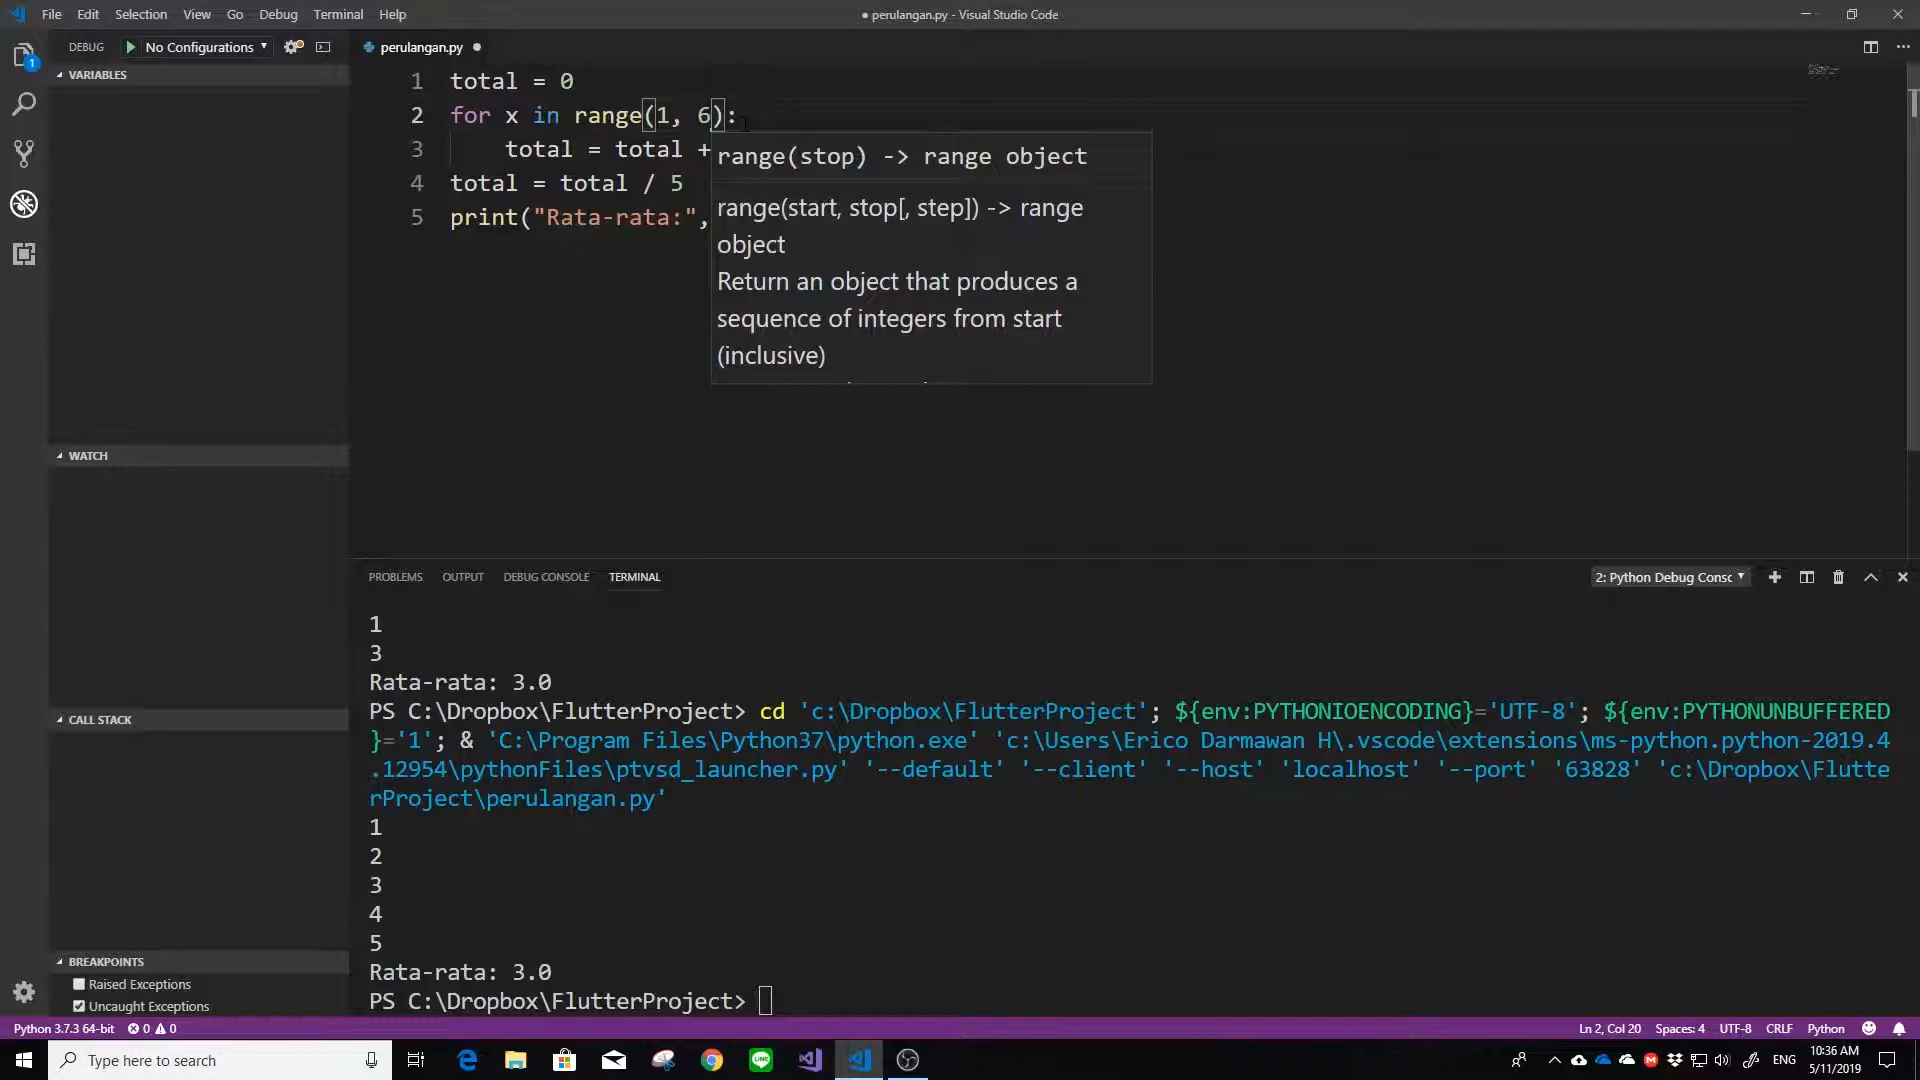 File Edit Selection View Go Debug Terminal Help
● perulangan.py - Visual Studio Code
DEBUG No Configurations
perulangan.py
VARIABLES
1 total = 0
2 for x in range(1, 6):
3 total = total +
4 total = total / 5
5 print("Rata-rata:",
range(stop) -> range object
range(start, stop[, step]) -> range
object
Return an object that produces a
sequence of integers from start
(inclusive)
WATCH
CALL STACK
BREAKPOINTS
Raised Exceptions
Uncaught Exceptions
PROBLEMS OUTPUT DEBUG CONSOLE TERMINAL
2: Python Debug Consc
1
3
Rata-rata: 3.0
PS C:\Dropbox\FlutterProject> cd 'c:\Dropbox\FlutterProject'; ${env:PYTHONIOENCODING}='UTF-8'; ${env:PYTHONUNBUFFERED
}='1'; & 'C:\Program Files\Python37\python.exe' 'c:\Users\Erico Darmawan H\.vscode\extensions\ms-python.python-2019.4
.12954\pythonFiles\ptvsd_launcher.py' '--default' '--client' '--host' 'localhost' '--port' '63828' 'c:\Dropbox\Flutte
rProject\perulangan.py'
1
2
3
4
5
Rata-rata: 3.0
PS C:\Dropbox\FlutterProject>
Python 3.7.3 64-bit 0 0
Ln 2, Col 20 Spaces: 4 UTF-8 CRLF Python
Type here to search
LINE
ENG
10:36 AM
5/11/2019
1